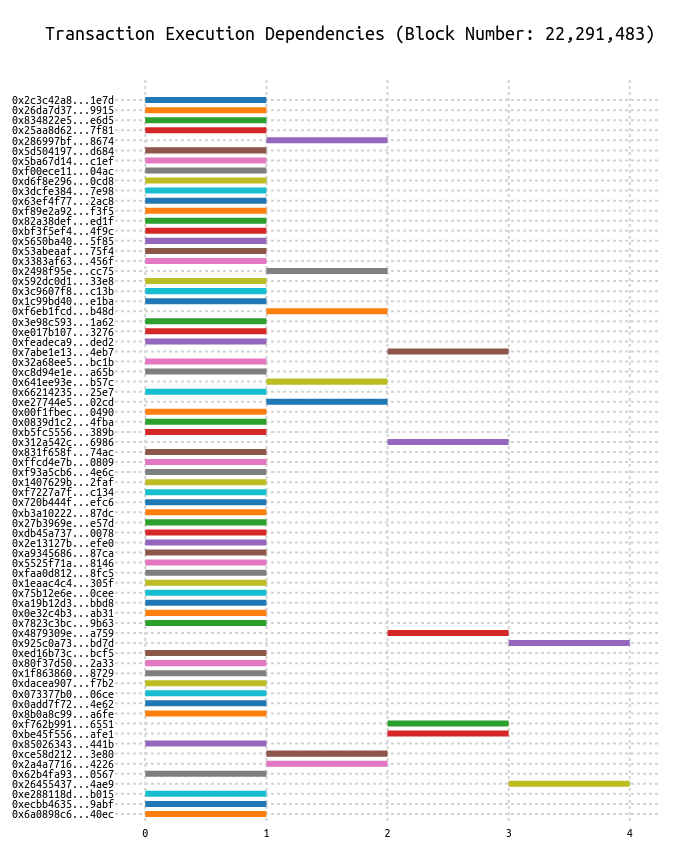 Transaction Execution Dependencies (Block Number: 22,291,483)
0x2c3c42a8...1e7d
0x26da7d37...9915
0x834822e5...e6d5
0x25aa8d62...7f81
0x286997bf...8674
0x5d504197...d684
0x5ba67d14...c1ef
0xf00ece11...04ac
0xd6f8e296...0cd8
0x3dcfe384...7e98
0x63ef4f77...2ac8
0xf89e2a92...f3f5
0x82a38def...ed1f
0xbf3f5ef4...4f9c
0x5650ba40...5f85
0x53abeaaf...75f4
0x3383af63...456f
0x2498f95e...cc75
0x592dc0d1...33e8
0x3c9607f8...c13b
0x1c99bd40...e1ba
0xf6eb1fcd...b48d
0x3e98c593...1a62
0xe017b107...3276
0xfeadeca9...ded2
0x7abe1e13...4eb7
0x32a68ee5...bc1b
0xc8d94e1e...a65b
0x641ee93e...b57c
0x66214235...25e7
0xe27744e5...02cd
0x00f1fbec...0490
0x0839d1c2...4fba
0xb5fc5556...389b
0x312a542c...6986
0x831f658f...74ac
0xffcd4e7b...0809
0xf93a5cb6...4e6c
0x1407629b...2faf
0xf7227a7f...c134
0x720b444f...efc6
0xb3a10222...87dc
0x27b3969e...e57d
0xdb45a737...0078
0x2e13127b...efe0
0xa9345686...87ca
0x5525f71a...8146
0xfaa0d812...8fc5
0x1eaac4c4...305f
0x75b12e6e...0cee
0xa19b12d3...bbd8
0x0e32c4b3...ab31
0x7823c3bc...9b63
0x4879309e...a759
0x925c0a73...bd7d
0xed16b73c...bcf5
0x80f37d50...2a33
0x1f863860...8729
0xdacea907...f7b2
0x073377b0...06ce
0x0add7f72...4e62
0x8b0a8c99...a6fe
0xf762b991...6551
0xbe45f556...afe1
0x85026343...441b
0xce58d212...3e80
0x2a4a7716...4226
0x62b4fa93...0567
0x26455437...4ae9
0xe288118d...b015
0xecbb4635...9abf
0x6a0898c6...40ec
0 1 2 3 4